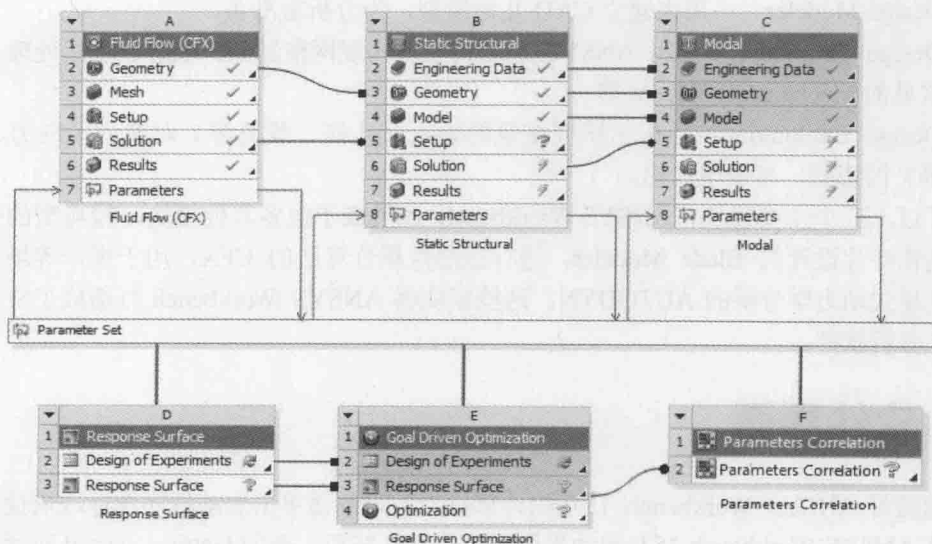 A
1 Fluid Flow (CFX)
2 Geometry
3 Mesh
4 Setup
5 Solution
6 Results
7 Parameters
Fluid Flow (CFX)
B
1 Static Structural
2 Engineering Data
3 Geometry
4 Model
5 Setup
6 Solution
7 Results
8 Parameters
Static Structural
C
1 Modal
2 Engineering Data
3 Geometry
4 Model
5 Setup
6 Solution
7 Results
8 Parameters
Modal
Parameter Set
D
1 Response Surface
2 Design of Experiments
3 Response Surface
Response Surface
E
1 Goal Driven Optimization
2 Design of Experiments
3 Response Surface
4 Optimization
Goal Driven Optimization
F
1 Parameters Correlation
2 Parameters Correlation
Parameters Correlation